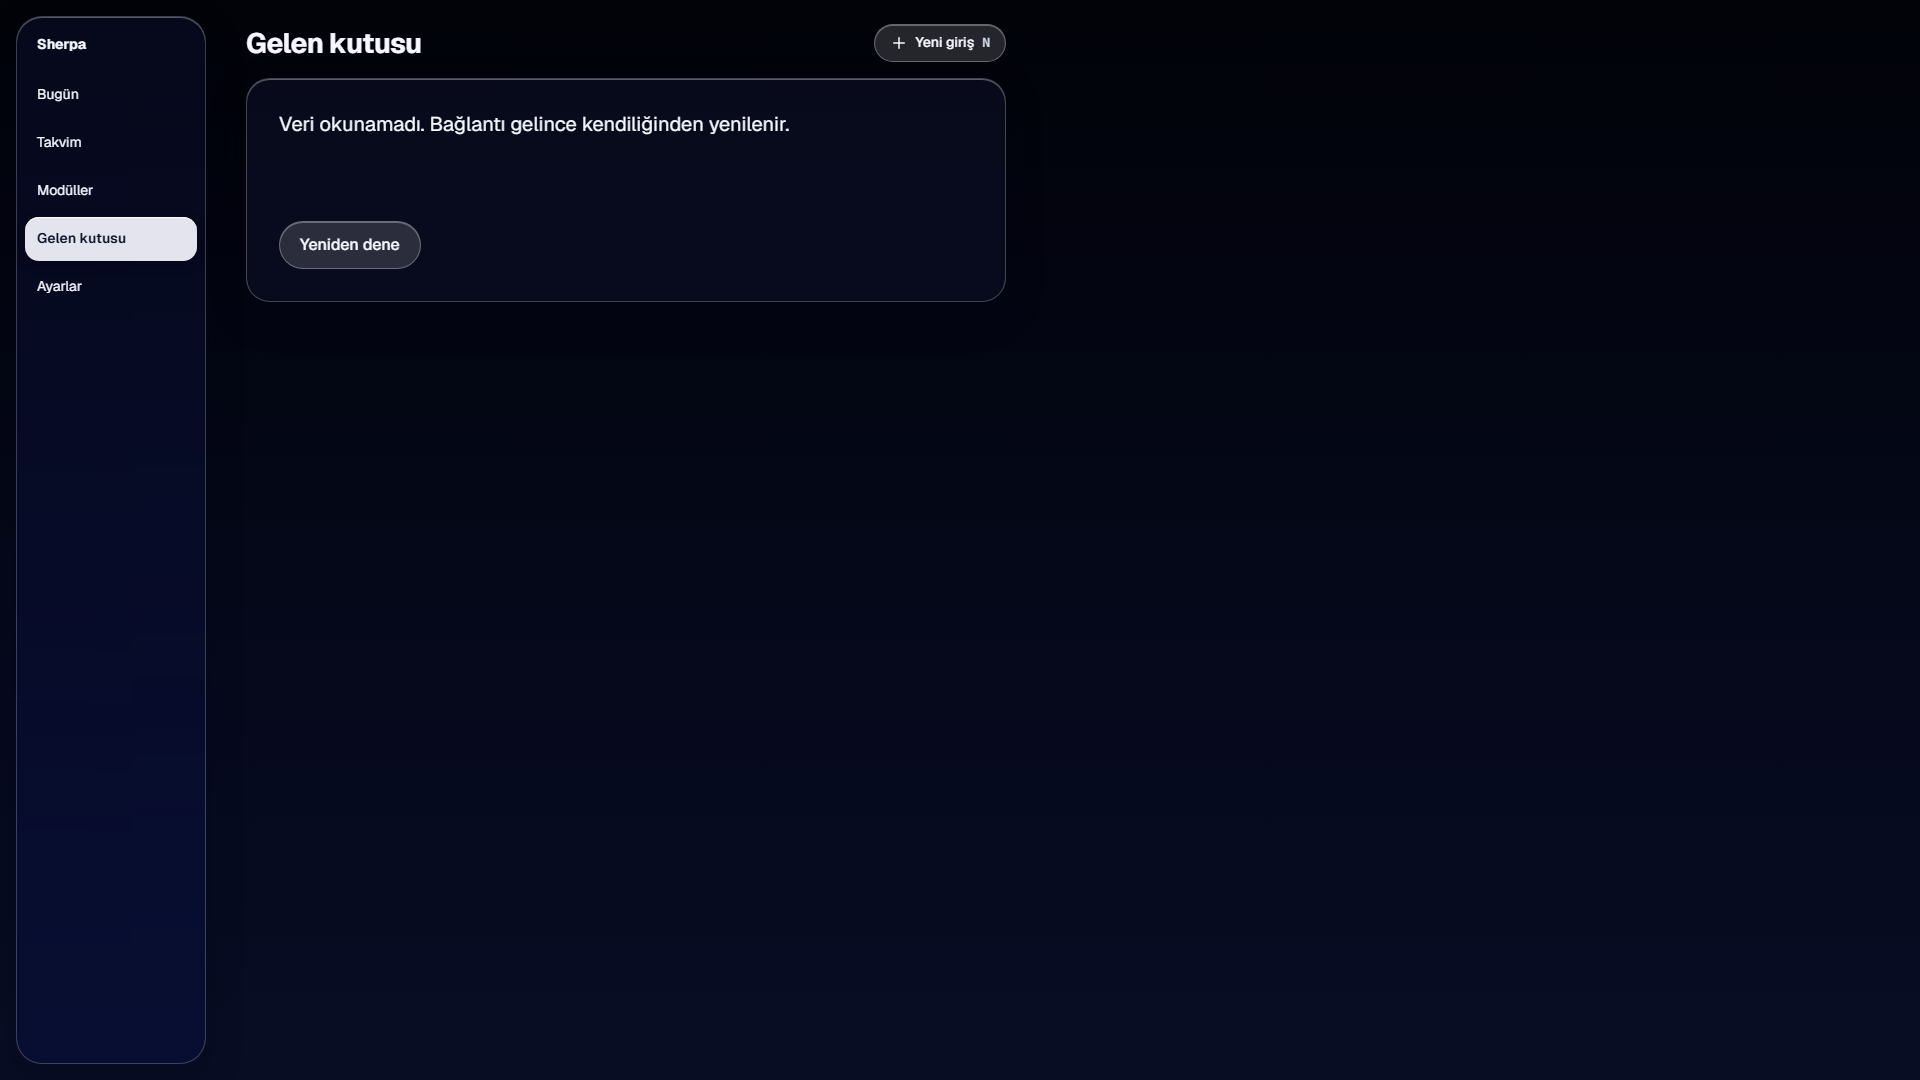 Sherpa
Bugün
Takvim
Modüller
Gelen kutusu
Ayarlar
Gelen kutusu
+ Yeni giriş N
Veri okunamadı. Bağlantı gelince kendiliğinden yenilenir.
Yeniden dene